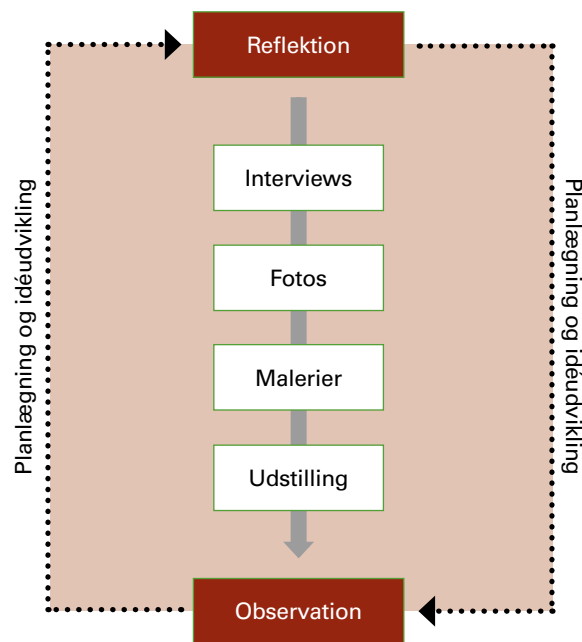 Reflektion
Planlægning og idéudvikling
Interviews
Fotos
Malerier
Udstilling
Planlægning og idéudvikling
Observation